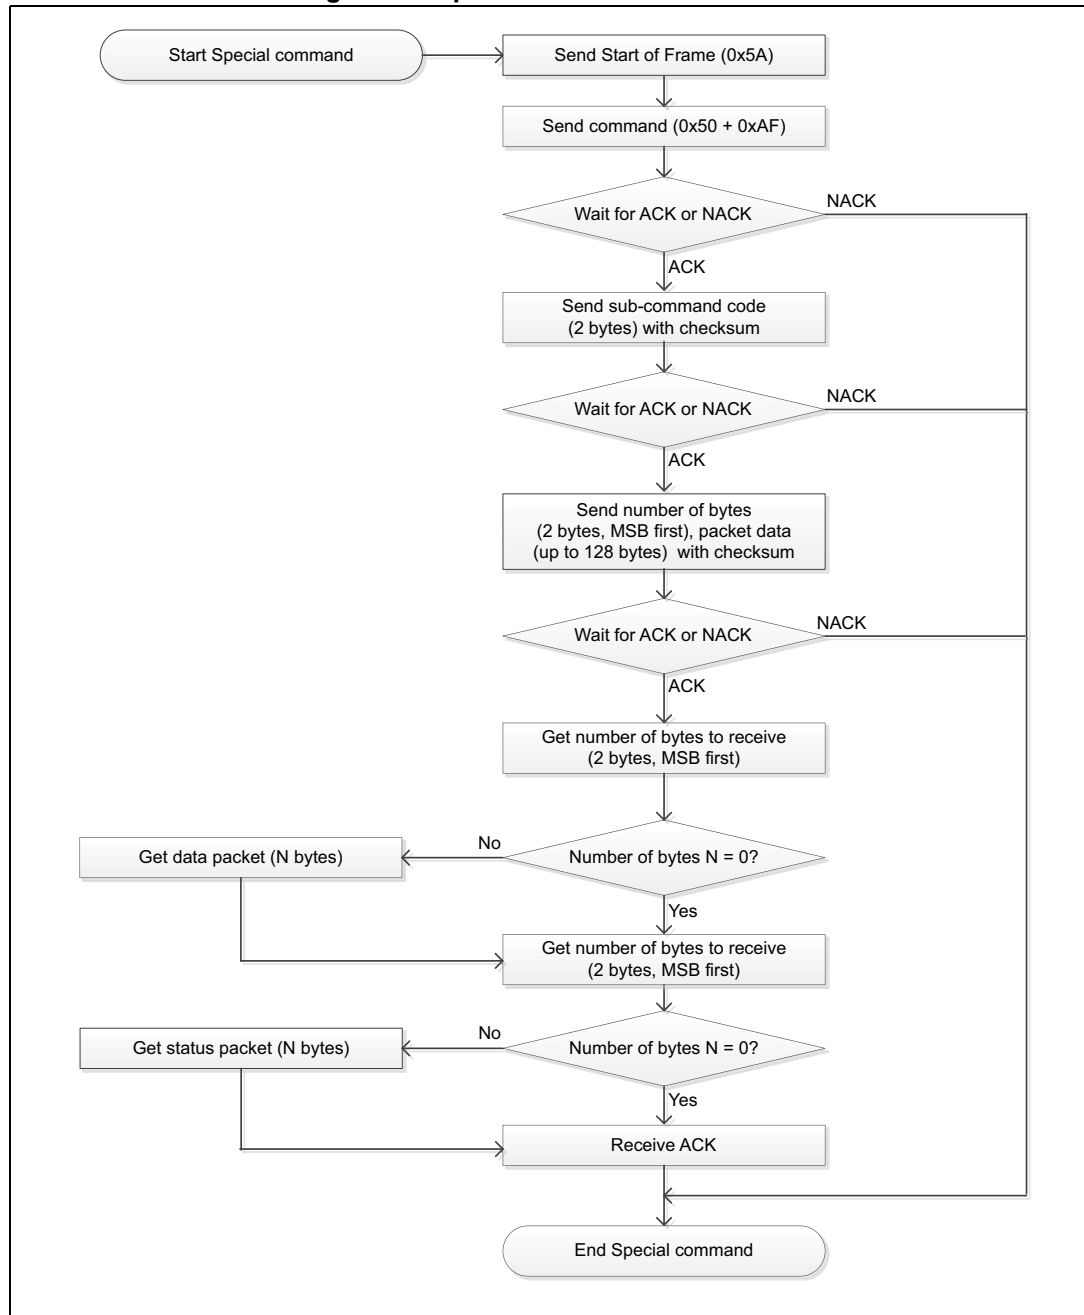 Start Special command
Send Start of Frame (0x5A)
Send command (0x50 + 0xAF)
Wait for ACK or NACK
NACK
ACK
Send sub-command code
(2 bytes) with checksum
Wait for ACK or NACK
NACK
ACK
Send number of bytes
(2 bytes, MSB first), packet data
(up to 128 bytes) with checksum
Wait for ACK or NACK
NACK
ACK
Get number of bytes to receive
(2 bytes, MSB first)
Number of bytes N = 0?
No
Get data packet (N bytes)
Yes
Get number of bytes to receive
(2 bytes, MSB first)
Number of bytes N = 0?
No
Get status packet (N bytes)
Yes
Receive ACK
End Special command